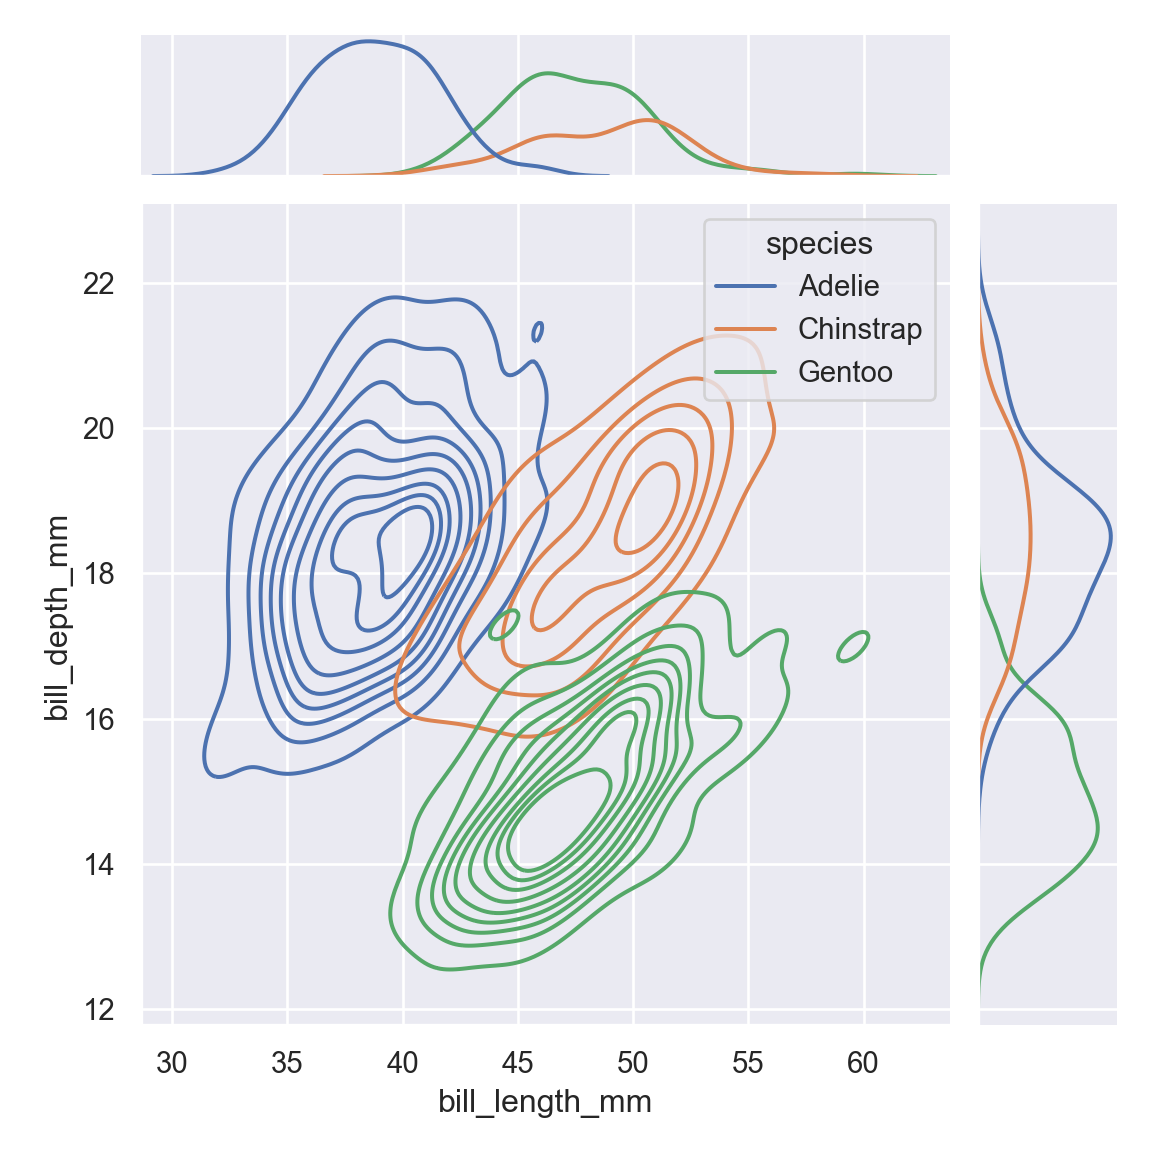 species
Adelie
Chinstrap
Gentoo
22
20
18
16
14
12
bill_depth_mm
30 35 40 45 50 55 60
bill_length_mm